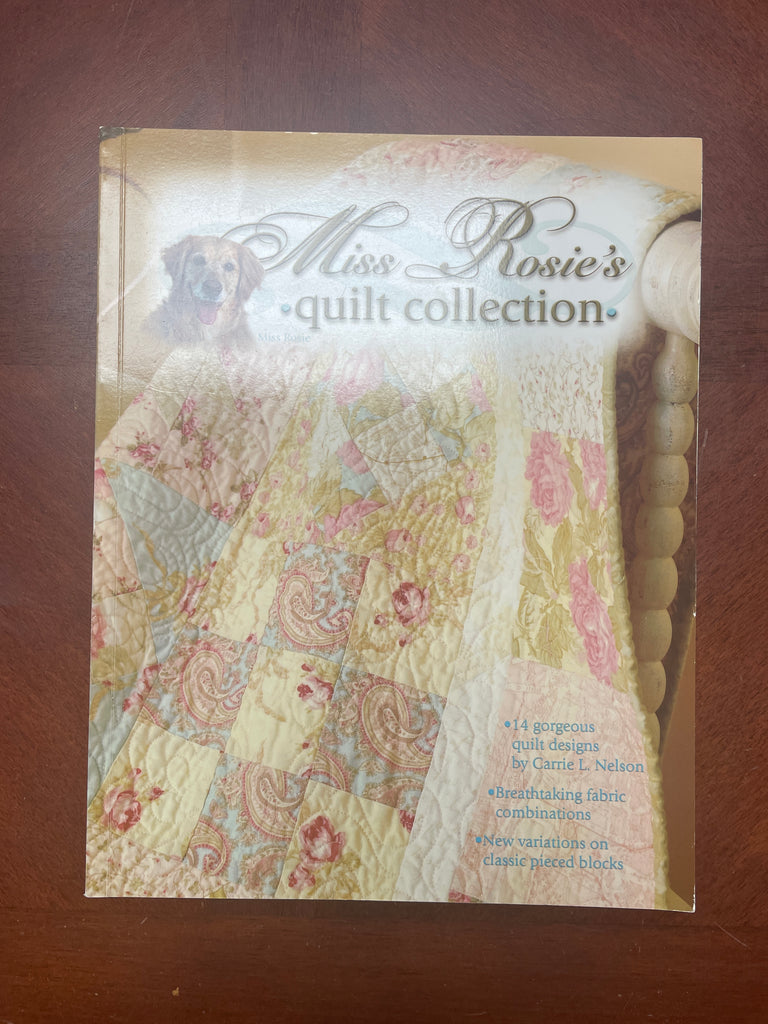 Miss Rosie's
•quilt collection•
Miss Rosie
•14 gorgeous
quilt designs
by Carrie L. Nelson
•Breathtaking fabric
combinations
•New variations on
classic pieced blocks